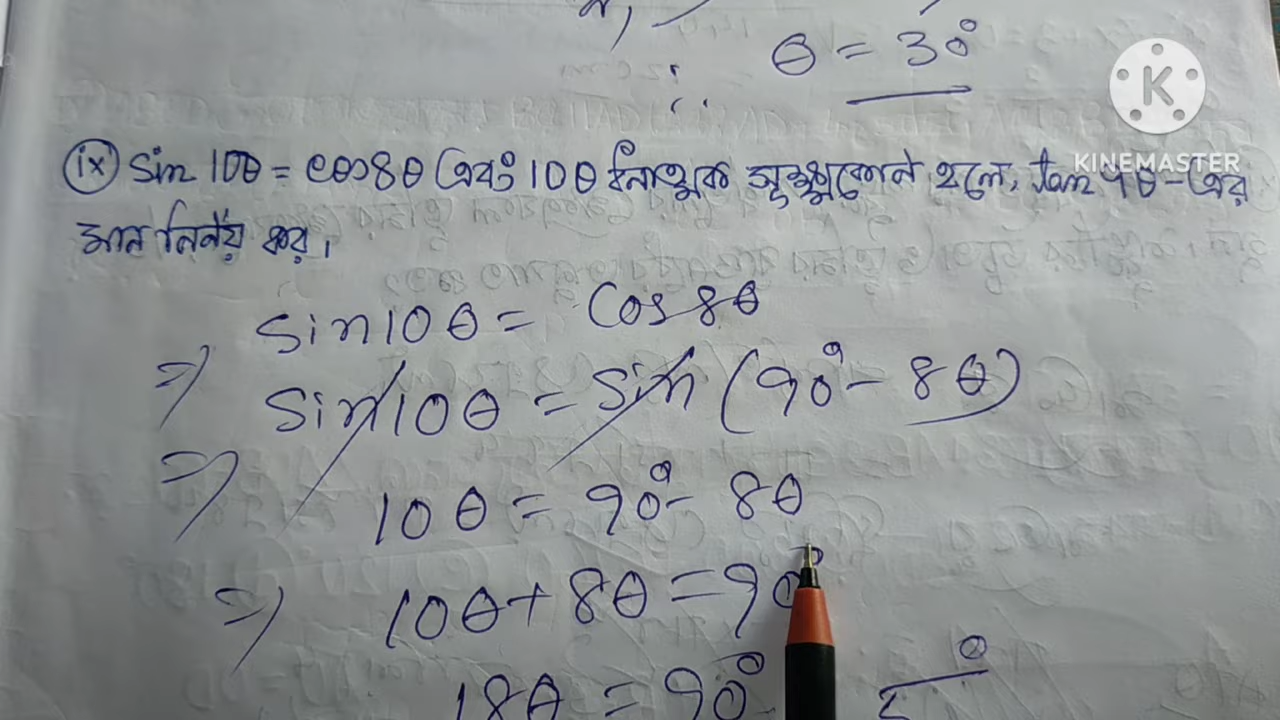 ∴ θ = 30°
KINEMASTER
(ix) sin 10θ = cos 8θ এবং 10θ ধনাত্মক সূক্ষ্মকোণ হলে, tan 9θ-এর
মান নির্ণয় কর।
sin 10θ = cos 8θ
⇒ sin 10θ = sin (90° - 8θ)
⇒ 10θ = 90° - 8θ
⇒ 10θ + 8θ = 90°
18θ = 90°